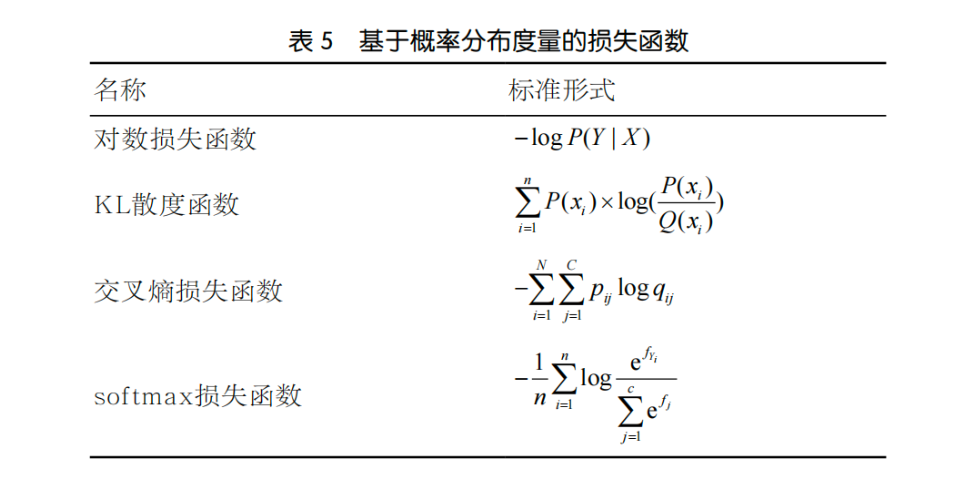 表 5 基于概率分布度量的损失函数
名称 标准形式
对数损失函数 $-\log P(Y \mid X)$
KL散度函数 $\sum_{i=1}^{n} P(x_i) \times \log(\frac{P(x_i)}{Q(x_i)})$
交叉熵损失函数 $-\sum_{i=1}^{N} \sum_{j=1}^{C} p_{ij} \log q_{ij}$
softmax损失函数 $-\frac{1}{n} \sum_{i=1}^{n} \log \frac{e^{f_{Y_i}}}{\sum_{j=1}^{c} e^{f_j}}$